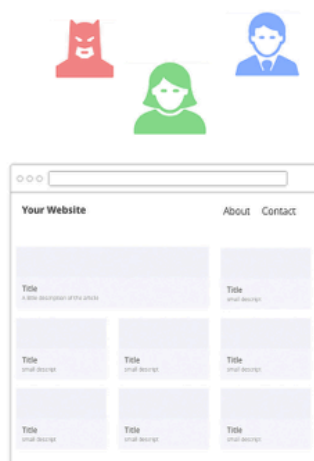 Your Website
About Contact
Title
A little description of the article
Title
small descript
Title
small descript
Title
small descript
Title
small descript
Title
small descript
Title
small descript
Title
small descript